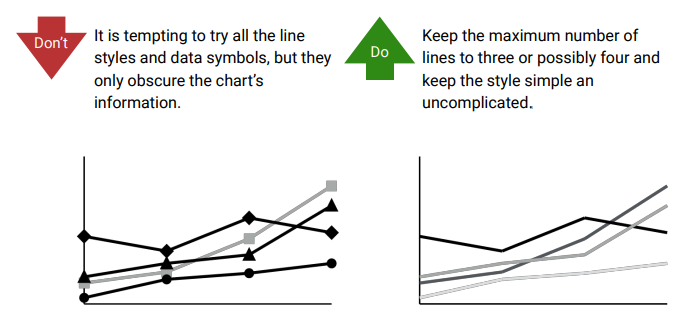 Don't
It is tempting to try all the line
styles and data symbols, but they
only obscure the chart's
information.
Do
Keep the maximum number of
lines to three or possibly four and
keep the style simple an
uncomplicated.